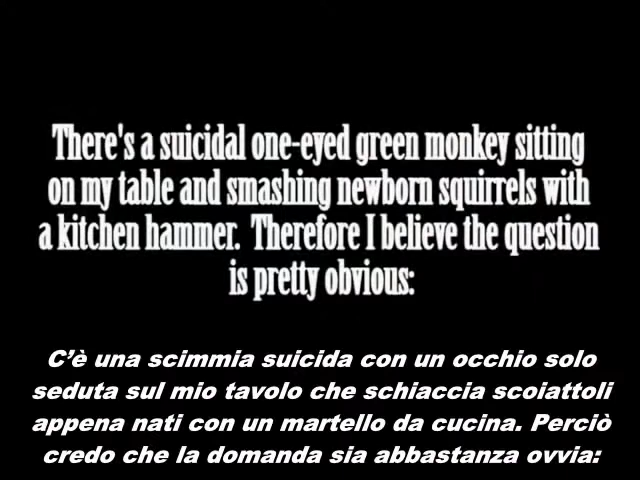 There's a suicidal one-eyed green monkey sitting
on my table and smashing newborn squirrels with
a kitchen hammer. Therefore I believe the question
is pretty obvious:
C’è una scimmia suicida con un occhio solo
seduta sul mio tavolo che schiaccia scoiattoli
appena nati con un martello da cucina. Perciò
credo che la domanda sia abbastanza ovvia: